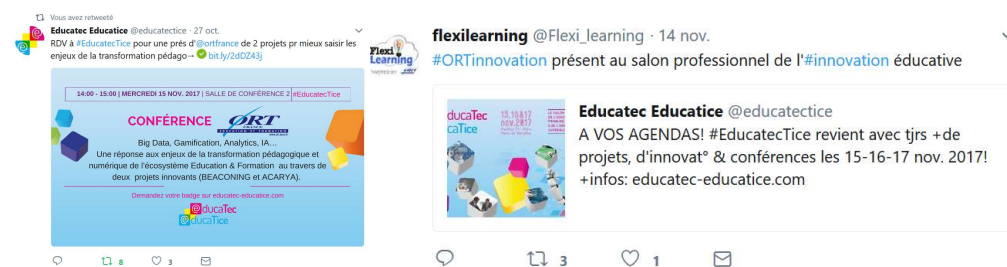 Vous avez retweeté
Educatec Educatice @educatectice · 27 oct.
RDV à #EducatecTice pour une prés d'@ortfrance de 2 projets pr mieux saisir les
enjeux de la transformation pédago→ bit.ly/2dDZ43j
14:00 - 15:00 | MERCREDI 15 NOV. 2017 | SALLE DE CONFÉRENCE 2 #EducatecTice
CONFÉRENCE ORT
FRANCE
Big Data, Gamification, Analytics, IA...
Une réponse aux enjeux de la transformation pédagogique et
numérique de l'écosystème Education & Formation au travers de
deux projets innovants (BEACONING et ACARYA).
Demandez votre badge sur educatec-educatice.com
@ducaTec
@ducaTice
8 3
Flexi
Learning
flexilearning @Flexi_learning · 14 nov.
#ORTinnovation présent au salon professionnel de l'#innovation éducative
ducaTec
caTice
15.16&17
nov.2017
Educatec Educatice @educatectice
A VOS AGENDAS! #EducatecTice revient avec tjrs +de
projets, d'innovat° & conférences les 15-16-17 nov. 2017!
+infos: educatec-educatice.com
3 1